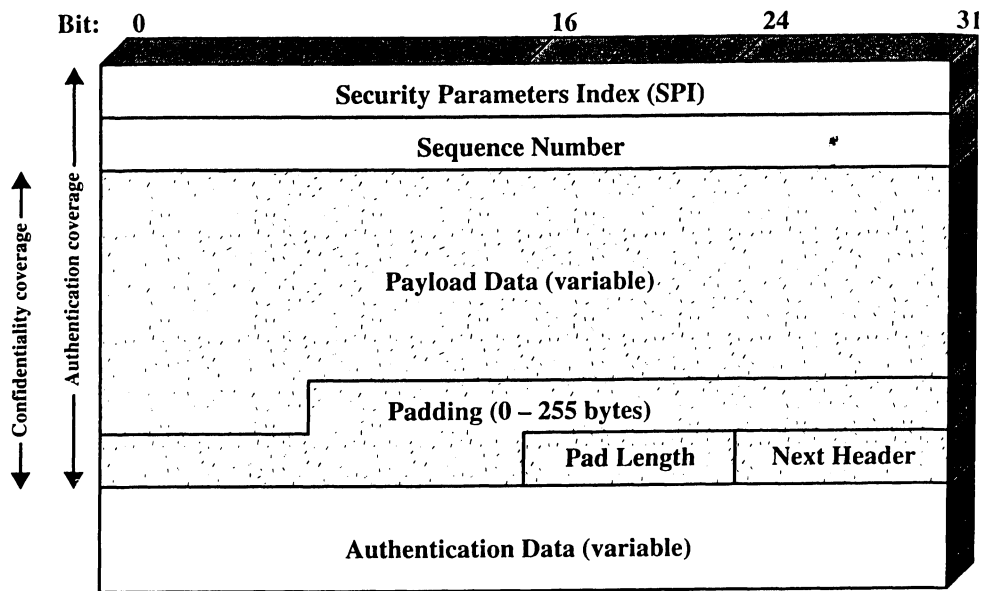 Bit: 0 16 24 31
Security Parameters Index (SPI)
Sequence Number
Payload Data (variable)
Padding (0 – 255 bytes)
Pad Length Next Header
Authentication Data (variable)
Confidentiality coverage
Authentication coverage